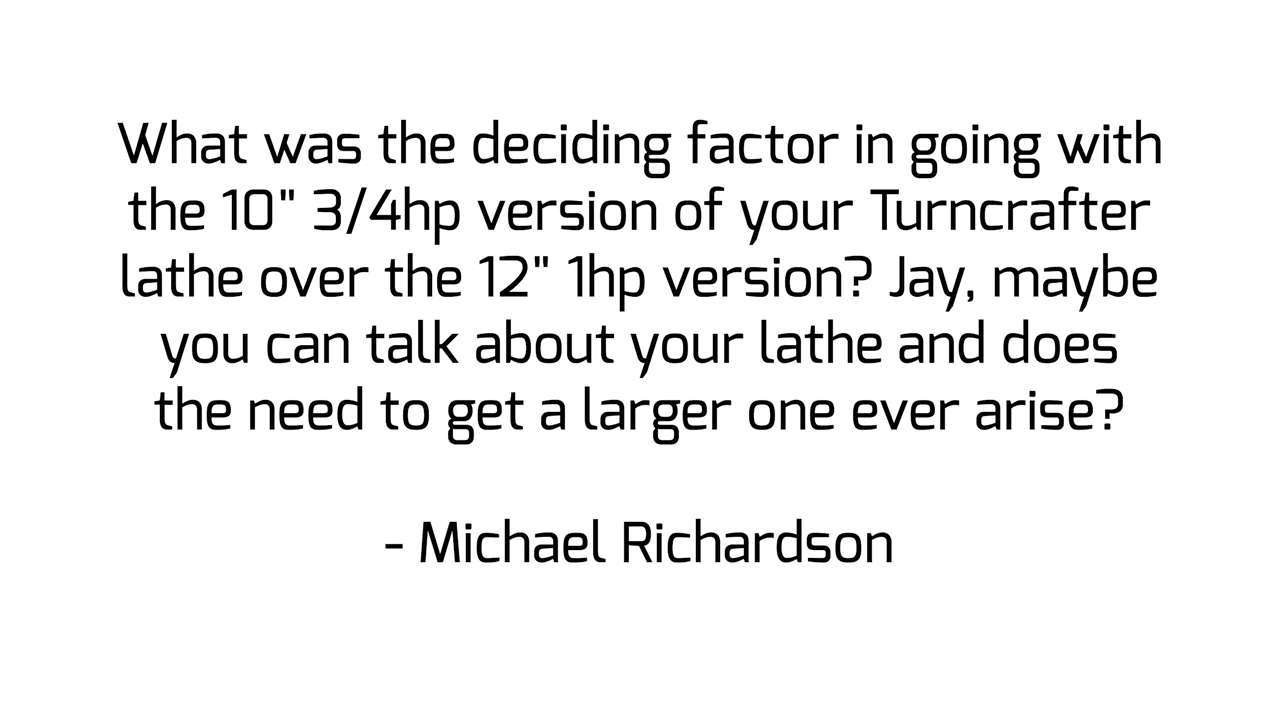 What was the deciding factor in going with
the 10" 3/4hp version of your Turncrafter
lathe over the 12" 1hp version? Jay, maybe
you can talk about your lathe and does
the need to get a larger one ever arise?
- Michael Richardson